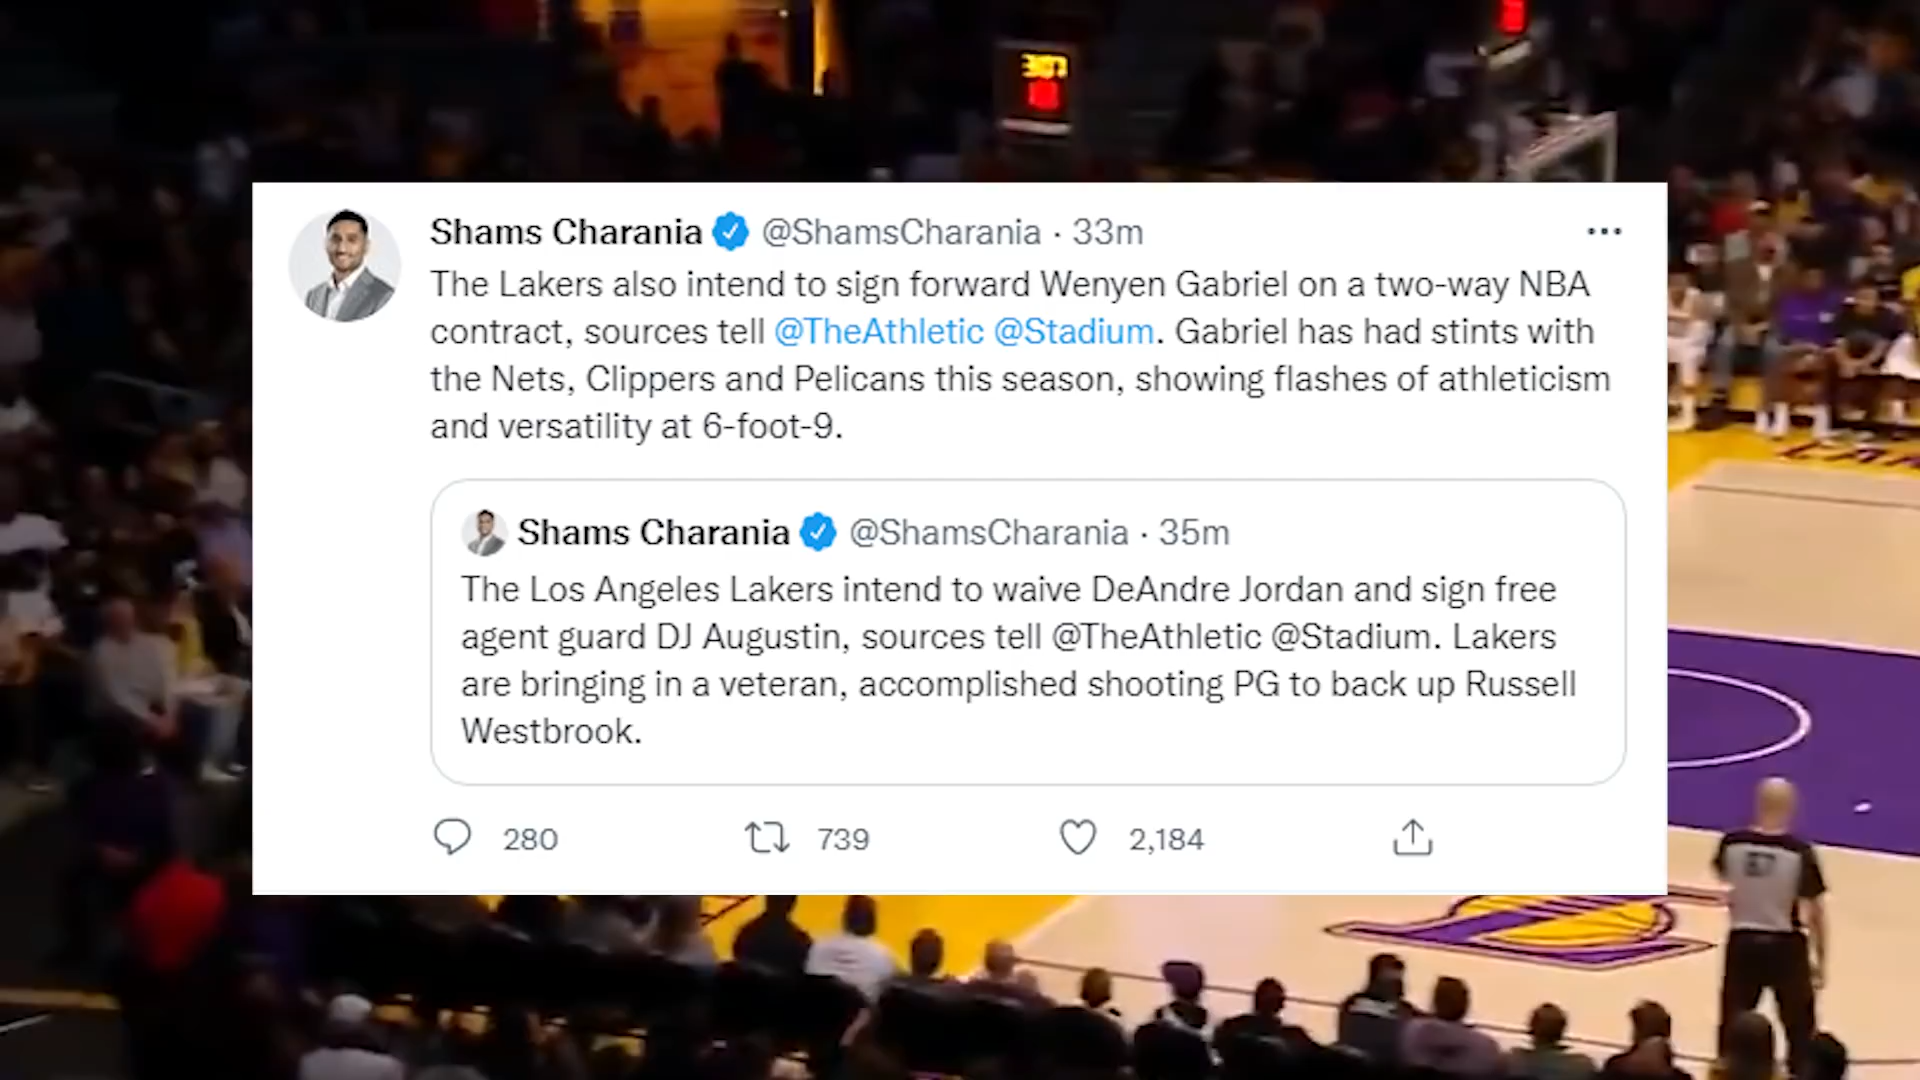 Shams Charania @ShamsCharania · 33m
The Lakers also intend to sign forward Wenyen Gabriel on a two-way NBA
contract, sources tell @TheAthletic @Stadium. Gabriel has had stints with
the Nets, Clippers and Pelicans this season, showing flashes of athleticism
and versatility at 6-foot-9.
Shams Charania @ShamsCharania · 35m
The Los Angeles Lakers intend to waive DeAndre Jordan and sign free
agent guard DJ Augustin, sources tell @TheAthletic @Stadium. Lakers
are bringing in a veteran, accomplished shooting PG to back up Russell
Westbrook.
280 739 2,184